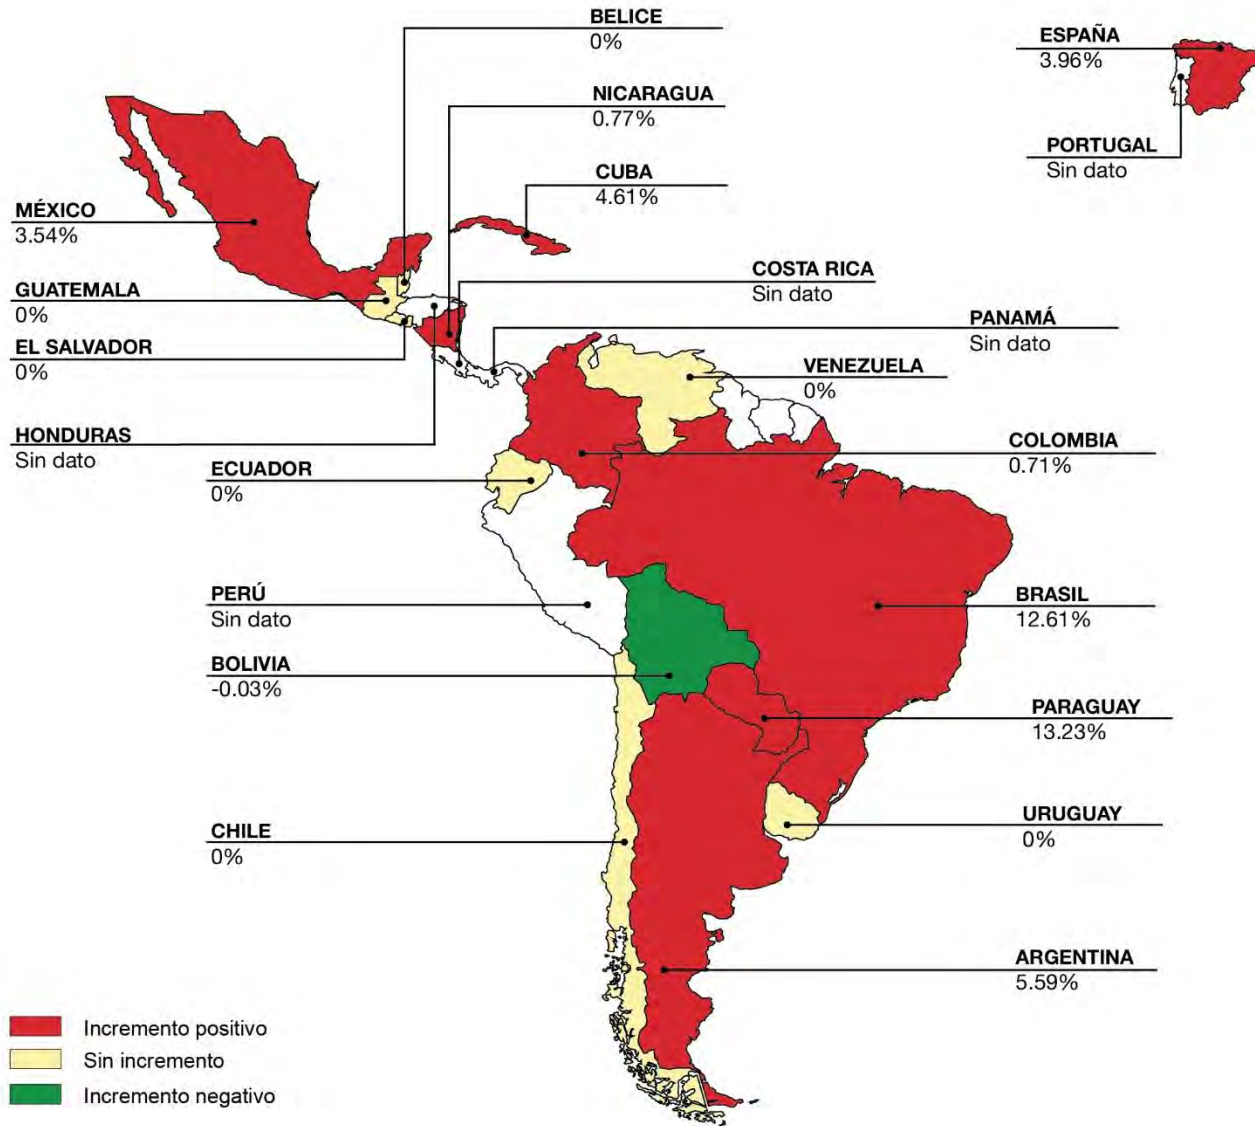 BELICE
0%
ESPAÑA
3.96%
NICARAGUA
0.77%
PORTUGAL
Sin dato
CUBA
4.61%
MÉXICO
3.54%
COSTA RICA
Sin dato
GUATEMALA
0%
PANAMÁ
Sin dato
EL SALVADOR
0%
VENEZUELA
0%
HONDURAS
Sin dato
COLOMBIA
0.71%
ECUADOR
0%
PERÚ
Sin dato
BRASIL
12.61%
BOLIVIA
-0.03%
PARAGUAY
13.23%
CHILE
0%
URUGUAY
0%
ARGENTINA
5.59%
Incremento positivo
Sin incremento
Incremento negativo